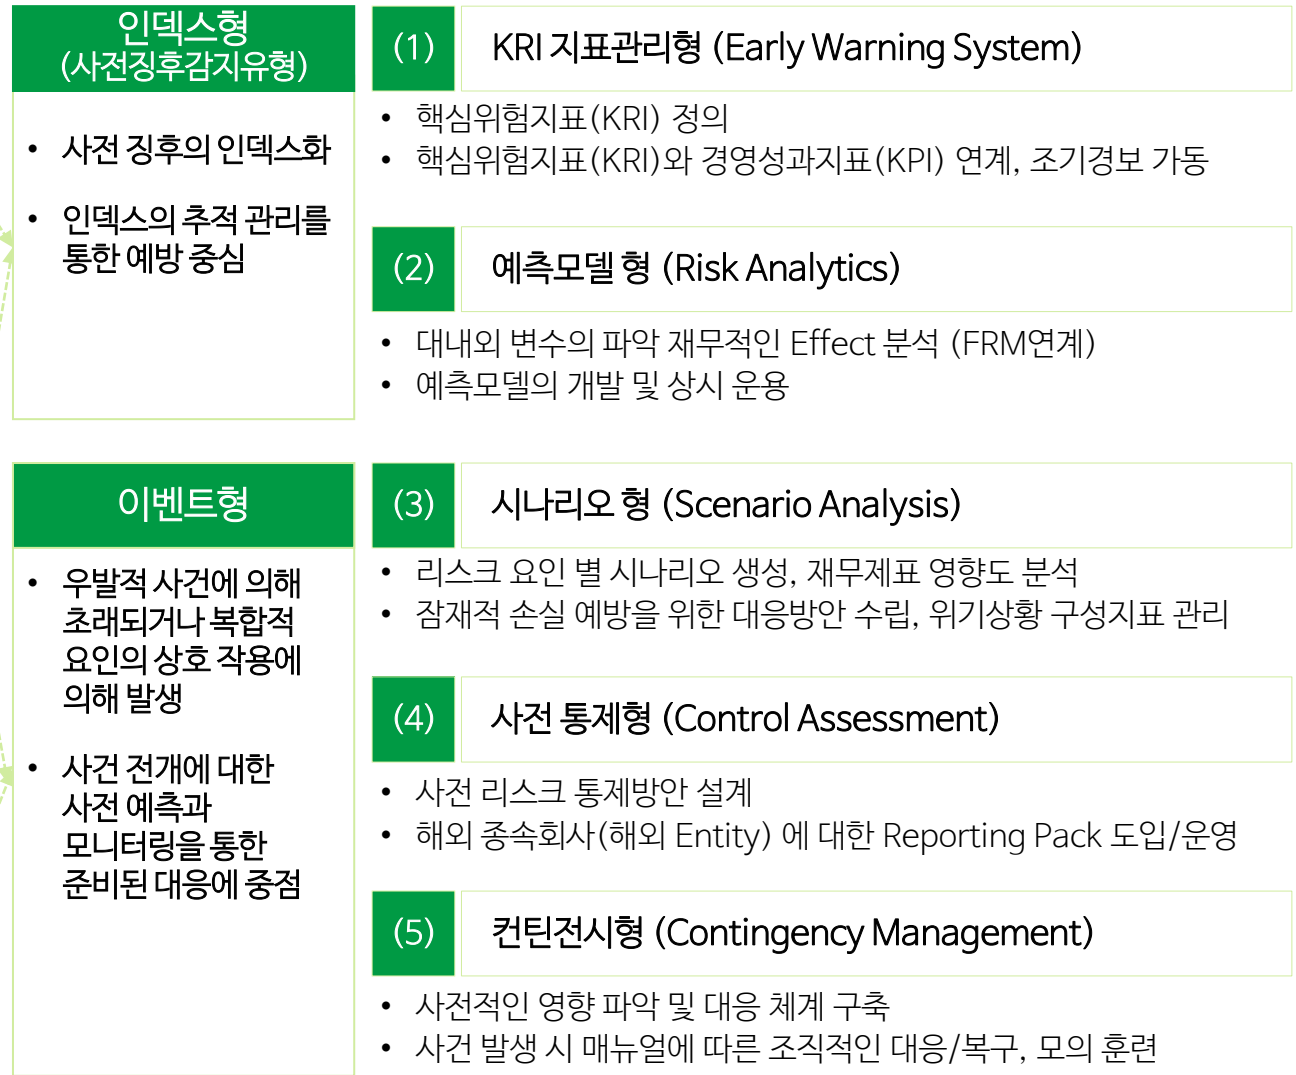 인덱스형
(사전징후감지유형)
• 사전 징후의 인덱스화
• 인덱스의 추적 관리를
통한 예방 중심
(1)
KRI 지표관리형 (Early Warning System)
• 핵심위험지표(KRI) 정의
• 핵심위험지표(KRI)와 경영성과지표(KPI) 연계, 조기경보 가동
(2)
예측모델 형 (Risk Analytics)
• 대내외 변수의 파악 재무적인 Effect 분석 (FRM연계)
• 예측모델의 개발 및 상시 운용
이벤트형
• 우발적 사건에 의해
초래되거나 복합적
요인의 상호 작용에
의해 발생
• 사건 전개에 대한
사전 예측과
모니터링을 통한
준비된 대응에 중점
(3)
시나리오 형 (Scenario Analysis)
• 리스크 요인 별 시나리오 생성, 재무제표 영향도 분석
• 잠재적 손실 예방을 위한 대응방안 수립, 위기상황 구성지표 관리
(4)
사전 통제형 (Control Assessment)
• 사전 리스크 통제방안 설계
• 해외 종속회사(해외 Entity) 에 대한 Reporting Pack 도입/운영
(5)
컨틴전시형 (Contingency Management)
• 사전적인 영향 파악 및 대응 체계 구축
• 사건 발생 시 매뉴얼에 따른 조직적인 대응/복구, 모의 훈련